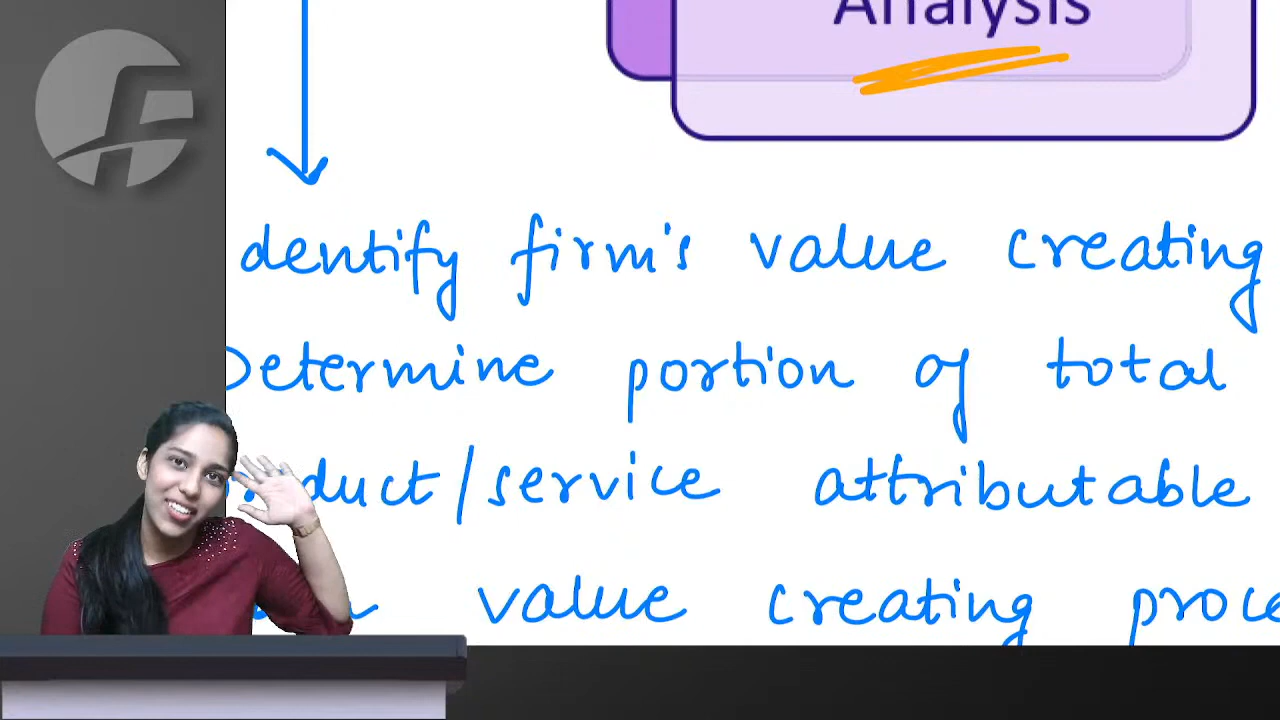 Analysis
dentify firm's value creating
Determine portion of total
duct/service attributable
value creating proce